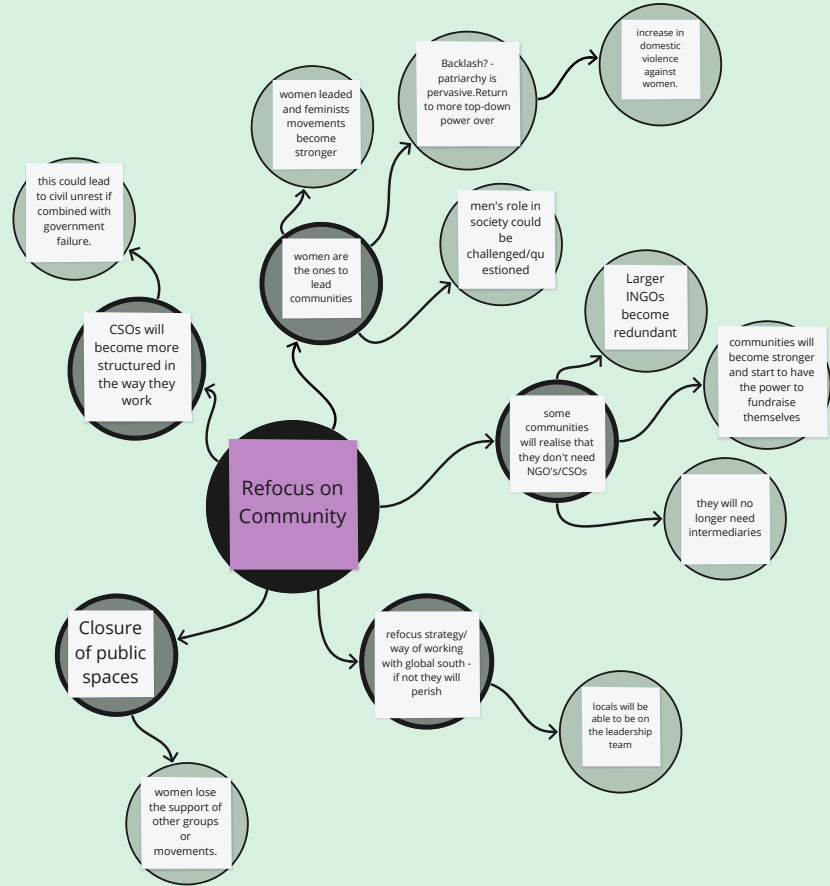 increase in
domestic
violence
against
women.
Backlash? -
patriarchy is
pervasive.Return
to more top-down
power over
women leaded
and feminists
movements
become
stronger
this could lead
to civil unrest if
combined with
government
failure.
men's role in
society could
be
challenged/qu
estioned
women are
the ones to
lead
communities
Larger
INGOs
become
redundant
CSOs will
become more
structured in
the way they
work
communities will
become stronger
and start to have
the power to
fundraise
themselves
some
communities
will realise that
they don't need
NGO's/CSOs
Refocus on
Community
they will no
longer need
intermediaries
Closure
of public
spaces
refocus strategy/
way of working
with global south -
if not they will
perish
locals will be
able to be on
the leadership
team
women lose
the support of
other groups
or
movements.